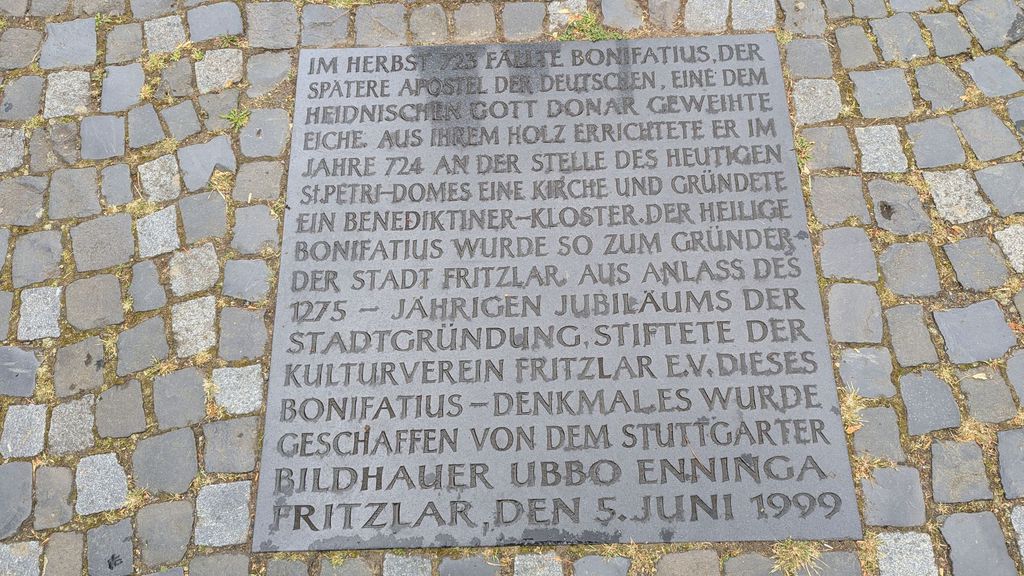 IM HERBST 723 FÄLLTE BONIFATIUS, DER
SPÄTERE APOSTEL DER DEUTSCHEN, EINE DEM
HEIDNISCHEN GOTT DONAR GEWEIHTE
EICHE. AUS IHREM HOLZ ERRICHTETE ER IM
JAHRE 724 AN DER STELLE DES HEUTIGEN
St. PETRI-DOMES EINE KIRCHE UND GRÜNDETE
EIN BENEDIKTINER-KLOSTER. DER HEILIGE
BONIFATIUS WURDE SO ZUM GRÜNDER
DER STADT FRITZLAR. AUS ANLASS DES
1275 - JÄHRIGEN JUBILÄUMS DER
STADTGRÜNDUNG, STIFTETE DER
KULTURVEREIN FRITZLAR E.V. DIESES
BONIFATIUS - DENKMAL. ES WURDE
GESCHAFFEN VON DEM STUTTGARTER
BILDHAUER UBBO ENNINGA.
FRITZLAR, DEN 5. JUNI 1999